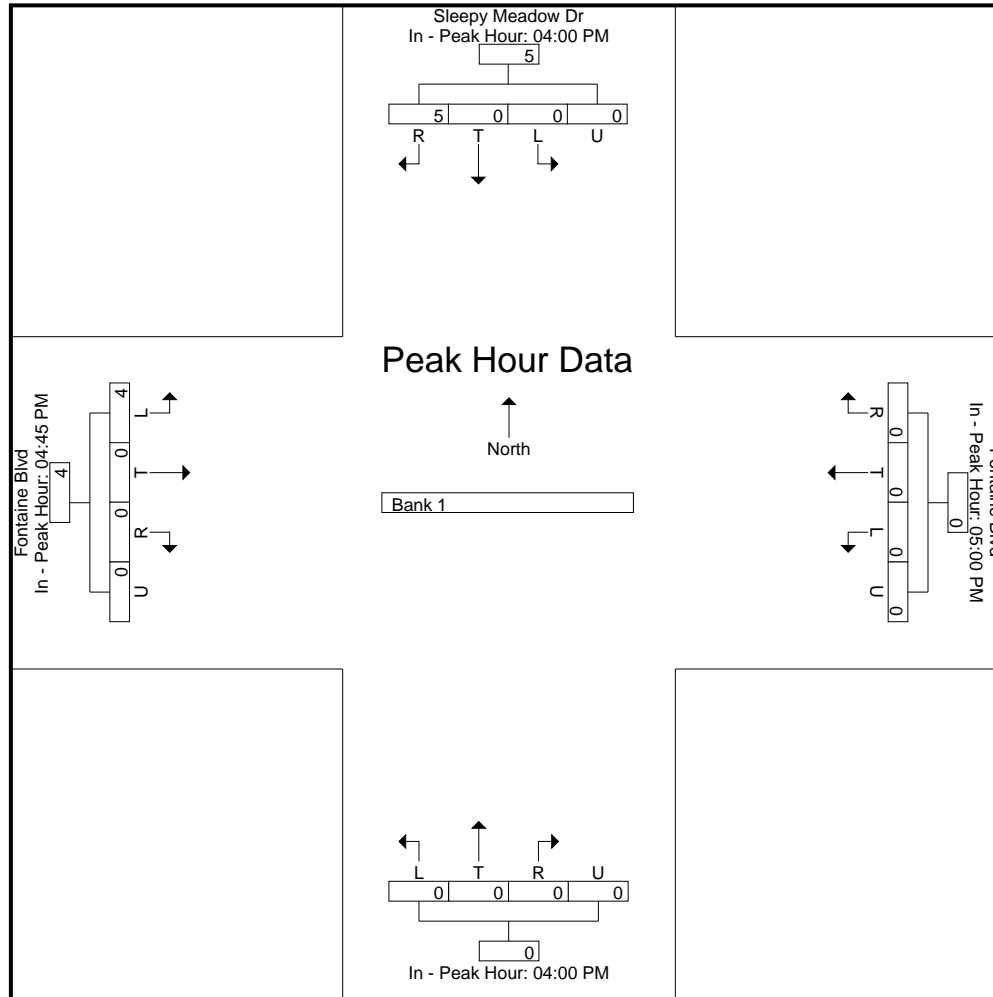 Sleepy Meadow Dr
In - Peak Hour: 04:00 PM
5
5 0 0 0
R T L U
Peak Hour Data
North
Bank 1
Fontaine Blvd
In - Peak Hour: 04:45 PM
4
4 0 0 0
L T R U
R T L U
0 0 0 0
0
In - Peak Hour: 05:00 PM
L T R U
0 0 0 0
0
In - Peak Hour: 04:00 PM